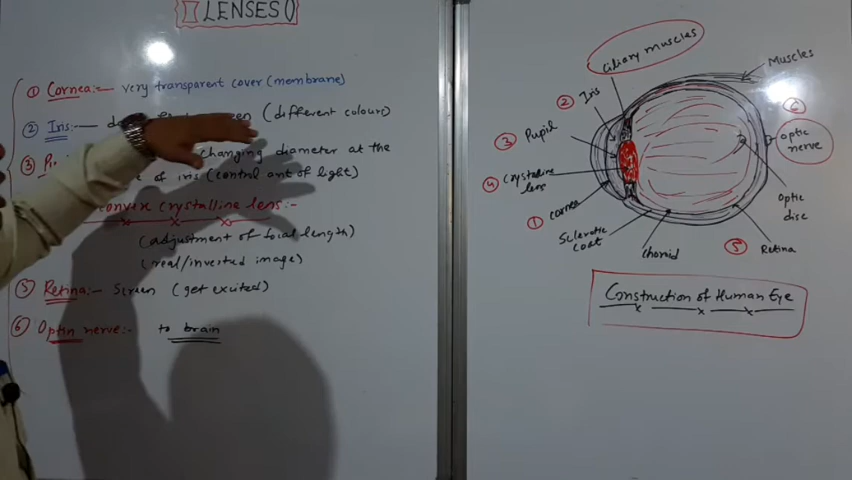 LENSES()
① Cornea:— very transparent cover (membrane)
② Iris:— (different colours)
③ changing diameter at the
of iris (control amt of light)
convex crystalline lens:-
(adjustment of focal length)
(real/invested image)
⑤ Retina:- Screen (get excited)
⑥ Optin nerve:- to brain
ciliary muscles
Muscles
② Iris
③ Pupil
④ crystalline
lens
① cornea
Sclerotic
coat
choroid
⑤ Retina
optic
disc
⑥
optic
nerve
Construction of Human Eye